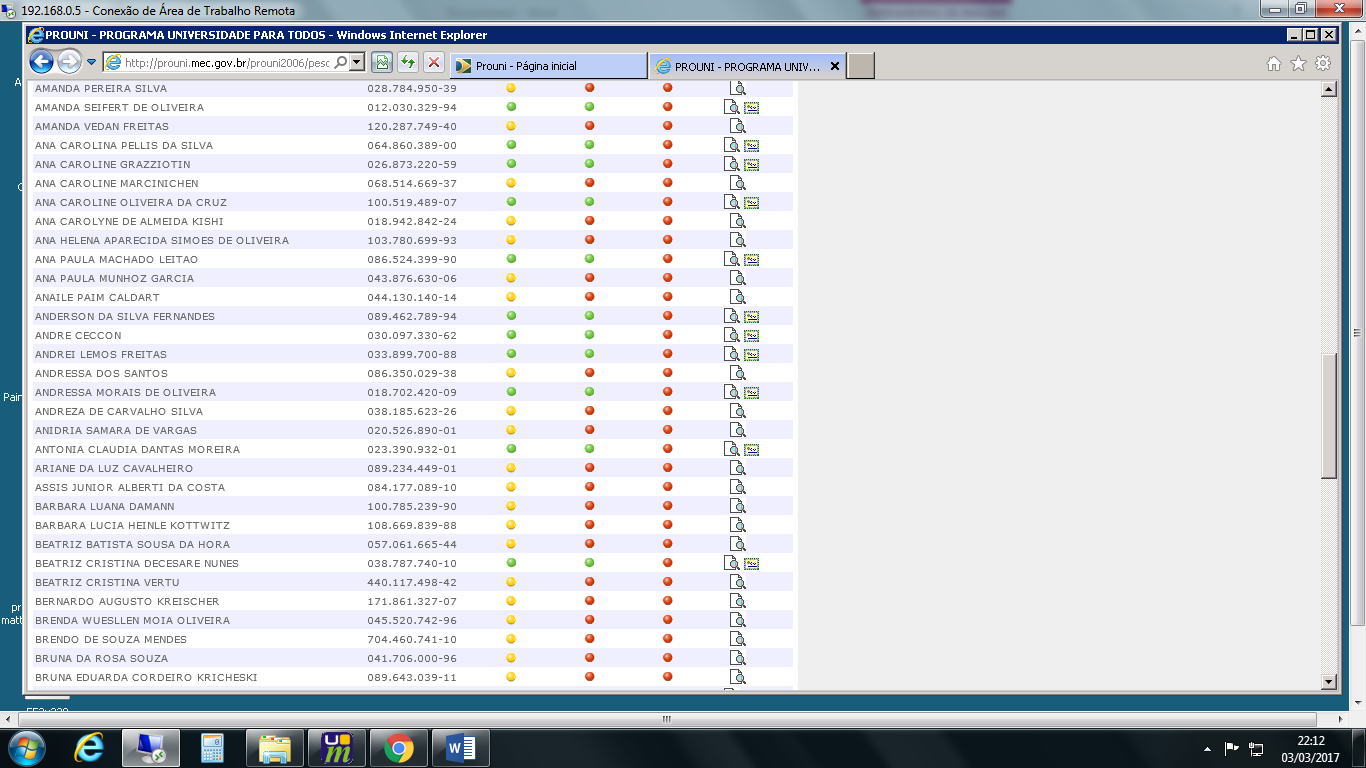 192.168.0.5 - Conexão de Área de Trabalho Remota
PROUNI - PROGRAMA UNIVERSIDADE PARA TODOS - Windows Internet Explorer
http://prouni.mec.gov.br/prouni2006/pesc
Prouni - Página inicial
PROUNI - PROGRAMA UNIV...
AMANDA PEREIRA SILVA 028.784.950-39
AMANDA SEIFERT DE OLIVEIRA 012.030.329-94
AMANDA VEDAN FREITAS 120.287.749-40
ANA CAROLINA PELLIS DA SILVA 064.860.389-00
ANA CAROLINE GRAZZIOTIN 026.873.220-59
ANA CAROLINE MARCINICHEN 068.514.669-37
ANA CAROLINE OLIVEIRA DA CRUZ 100.519.489-07
ANA CAROLYNE DE ALMEIDA KISHI 018.942.842-24
ANA HELENA APARECIDA SIMOES DE OLIVEIRA 103.780.699-93
ANA PAULA MACHADO LEITAO 086.524.399-90
ANA PAULA MUNHOZ GARCIA 043.876.630-06
ANAILE PAIM CALDART 044.130.140-14
ANDERSON DA SILVA FERNANDES 089.462.789-94
ANDRE CECCON 030.097.330-62
ANDREI LEMOS FREITAS 033.899.700-88
ANDRESSA DOS SANTOS 086.350.029-38
ANDRESSA MORAIS DE OLIVEIRA 018.702.420-09
ANDREZA DE CARVALHO SILVA 038.185.623-26
ANIDRIA SAMARA DE VARGAS 020.526.890-01
ANTONIA CLAUDIA DANTAS MOREIRA 023.390.932-01
ARIANE DA LUZ CAVALHEIRO 089.234.449-01
ASSIS JUNIOR ALBERTI DA COSTA 084.177.089-10
BARBARA LUANA DAMANN 100.785.239-90
BARBARA LUCIA HEINLE KOTTWITZ 108.669.839-88
BEATRIZ BATISTA SOUSA DA HORA 057.061.665-44
BEATRIZ CRISTINA DECESARE NUNES 038.787.740-10
BEATRIZ CRISTINA VERTU 440.117.498-42
BERNARDO AUGUSTO KREISCHER 171.861.327-07
BRENDA WUESLLEN MOIA OLIVEIRA 045.520.742-96
BRENDO DE SOUZA MENDES 704.460.741-10
BRUNA DA ROSA SOUZA 041.706.000-96
BRUNA EDUARDA CORDEIRO KRICHESKI 089.643.039-11
A
Pain
pr
matt
22:12
03/03/2017